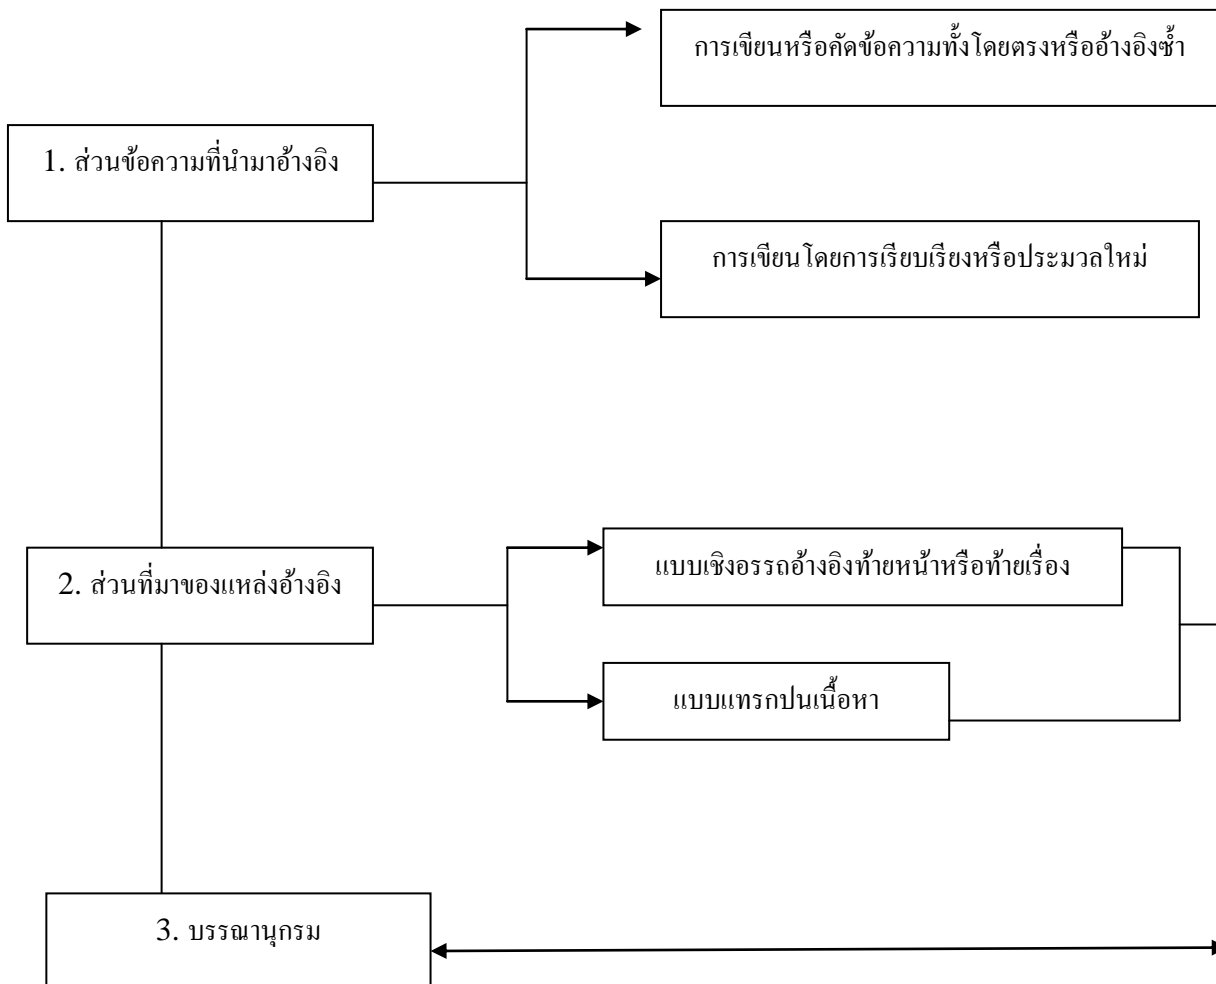 การเขียนหรือคัดข้อความทั้งโดยตรงหรืออ้างอิงซ้ำ
1. ส่วนข้อความที่นำมาอ้างอิง
การเขียนโดยการเรียบเรียงหรือประมวลใหม่
แบบเชิงอรรถอ้างอิงท้ายหน้าหรือท้ายเรื่อง
2. ส่วนที่มาของแหล่งอ้างอิง
แบบแทรกปนเนื้อหา
3. บรรณานุกรม